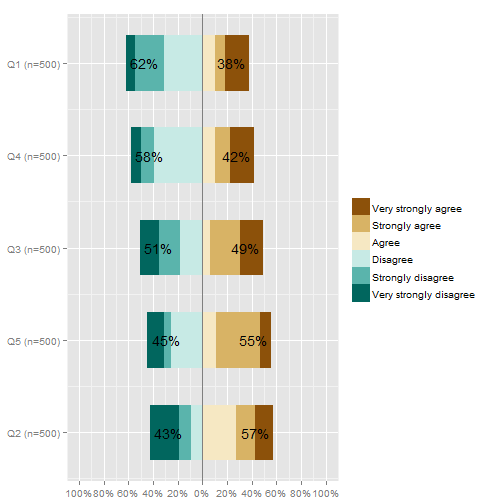 Q1 (n=500)
62%
38%
Q4 (n=500)
58%
42%
Q3 (n=500)
51%
49%
Q5 (n=500)
45%
55%
Q2 (n=500)
43%
57%
100% 80% 60% 40% 20% 0% 20% 40% 60% 80% 100%
Very strongly agree
Strongly agree
Agree
Disagree
Strongly disagree
Very strongly disagree